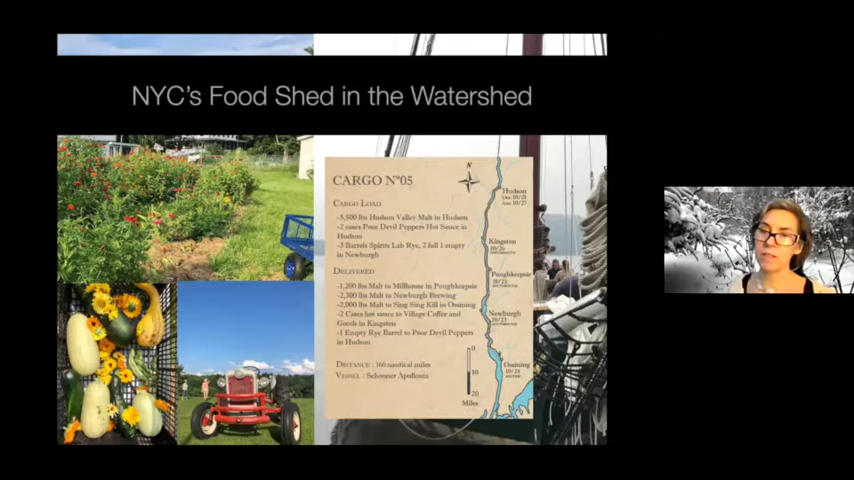 NYC's Food Shed in the Watershed
CARGO Nº05
CARGO LOAD
-5,800 lbs Hudson Valley Malt in Hudson
-2 cases Poor Devil Peppers Hot Sauce in
Hudson
-3 Barrels Spirits Lab Rye, 2 full 1 empty
in Newburgh
DELIVERED
-1,200 lbs Malt to Millhouse in Poughkeepsie
-2,300 lbs Malt to Newburgh Brewing
-2,000 lbs Malt to Sing Sing Kill in Ossining
-2 Cases hot sauce to Village Coffee and
Goods in Kingston
-1 Empty Rye Barrel to Poor Devil Peppers
in Hudson
DISTANCE : 160 nautical miles
VESSEL : Schooner Apollonia
N
Hudson
Kingston
Poughkeepsie
Newburgh
Ossining
10/24
0
10
20
Miles